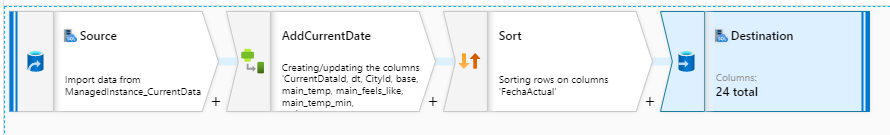 Source
Import data from
ManagedInstance_CurrentData
+
AddCurrentDate
Creating/updating the columns
'CurrentDataId, dt, CityId, base,
main_temp, main_feels_like,
main_temp_min,
+
Sort
Sorting rows on columns
'FechaActual'
+
Destination
Columns:
24 total